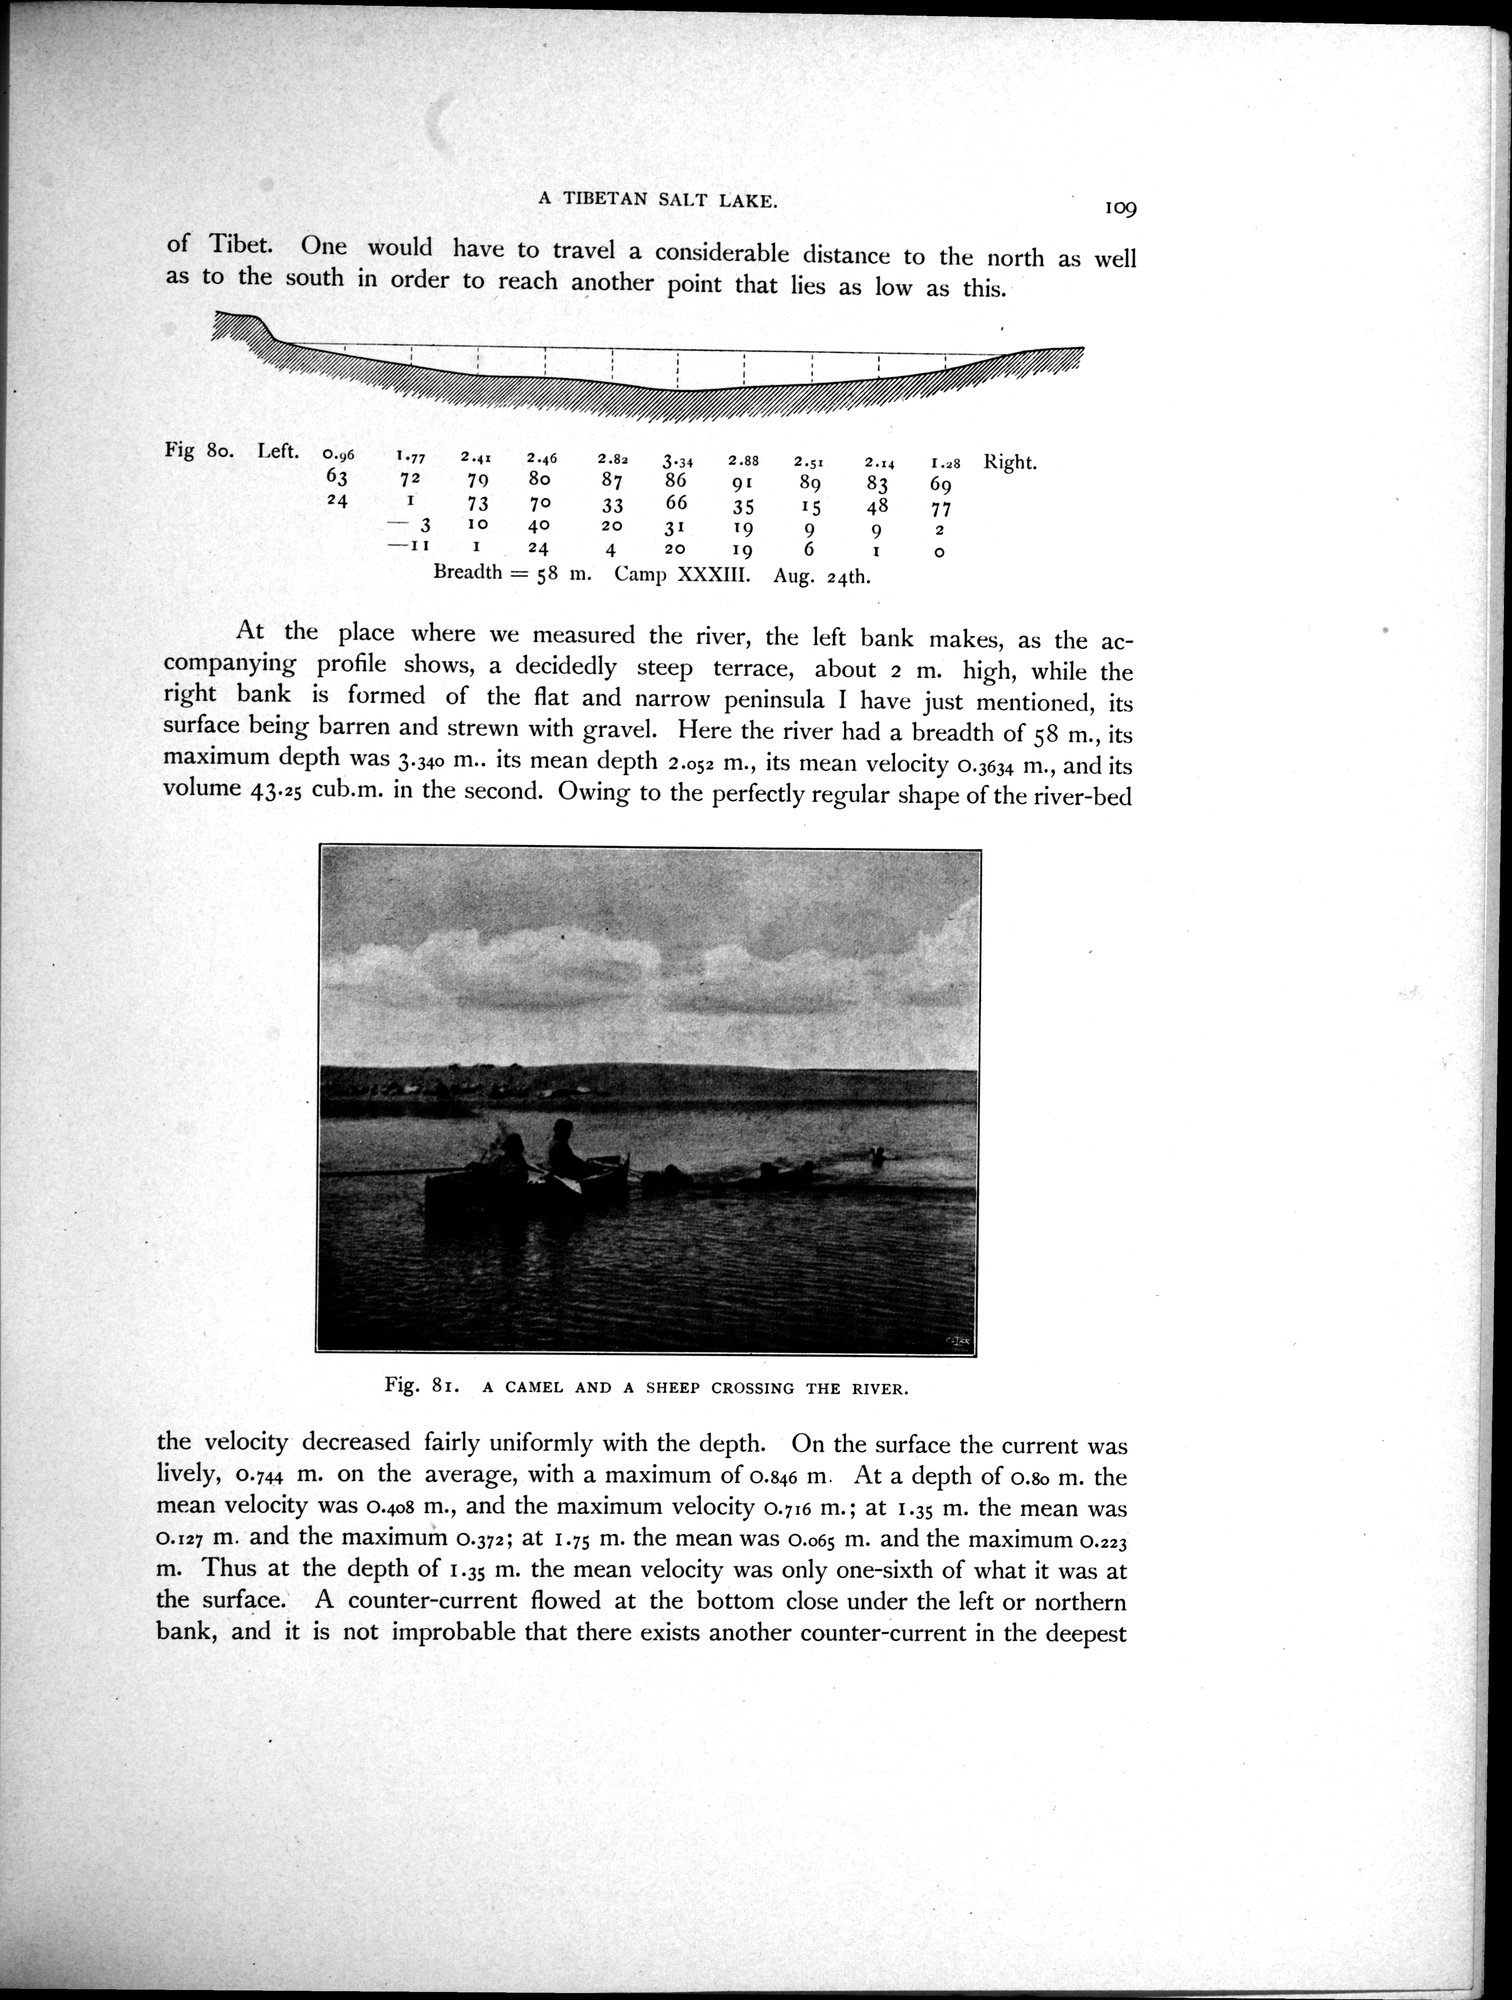 A TIBETAN SALT LAKE.
109
of Tibet. One would have to travel a considerable distance to the north as well
as to the south in order to reach another point that lies as low as this.
Fig 80. Left. 0.96 1.77 2.41 2.46 2.82 3.34 2.88 2.51 2.14 1.28 Right.
63 72 79 80 87 86 91 89 83 69
24 1 73 70 33 66 35 15 48 77
— 3 10 40 20 31 19 9 9 2
—11 1 24 4 20 19 6 1 0
Breadth = 58 m. Camp XXXIII. Aug. 24th.
At the place where we measured the river, the left bank makes, as the ac-
companying profile shows, a decidedly steep terrace, about 2 m. high, while the
right bank is formed of the flat and narrow peninsula I have just mentioned, its
surface being barren and strewn with gravel. Here the river had a breadth of 58 m., its
maximum depth was 3.340 m.. its mean depth 2.052 m., its mean velocity 0.3634 m., and its
volume 43.25 cub.m. in the second. Owing to the perfectly regular shape of the river-bed
Fig. 81. A CAMEL AND A SHEEP CROSSING THE RIVER.
the velocity decreased fairly uniformly with the depth. On the surface the current was
lively, 0.744 m. on the average, with a maximum of 0.846 m. At a depth of 0.80 m. the
mean velocity was 0.408 m., and the maximum velocity 0.716 m.; at 1.35 m. the mean was
0.127 m. and the maximum 0.372; at 1.75 m. the mean was 0.065 m. and the maximum 0.223
m. Thus at the depth of 1.35 m. the mean velocity was only one-sixth of what it was at
the surface. A counter-current flowed at the bottom close under the left or northern
bank, and it is not improbable that there exists another counter-current in the deepest